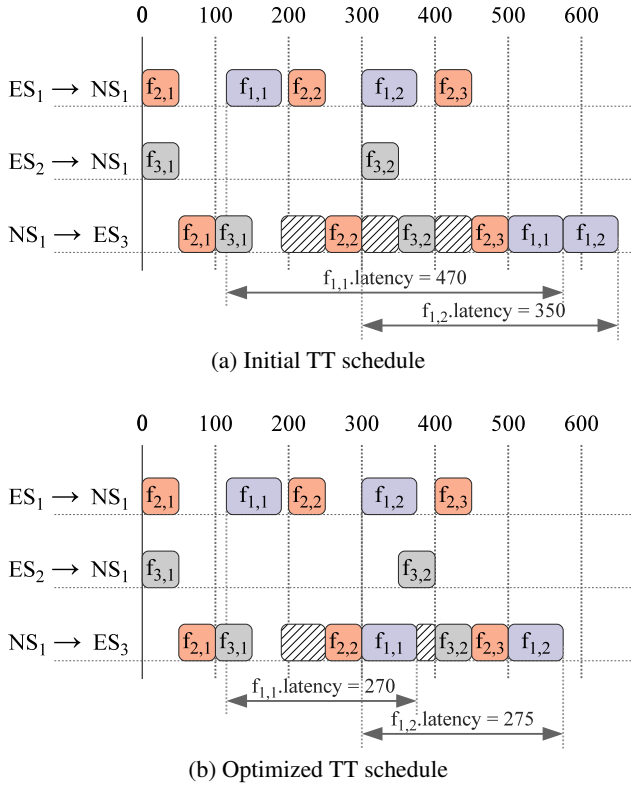 0 100 200 300 400 500 600
ES₁ → NS₁ f₂,₁ f₁,₁ f₂,₂ f₁,₂ f₂,₃
ES₂ → NS₁ f₃,₁ f₃,₂
NS₁ → ES₃ f₂,₁ f₃,₁ f₂,₂ f₃,₂ f₂,₃ f₁,₁ f₁,₂
f₁,₁.latency = 470
f₁,₂.latency = 350
(a) Initial TT schedule
0 100 200 300 400 500 600
ES₁ → NS₁ f₂,₁ f₁,₁ f₂,₂ f₁,₂ f₂,₃
ES₂ → NS₁ f₃,₁ f₃,₂
NS₁ → ES₃ f₂,₁ f₃,₁ f₂,₂ f₁,₁ f₃,₂ f₂,₃ f₁,₂
f₁,₁.latency = 270
f₁,₂.latency = 275
(b) Optimized TT schedule